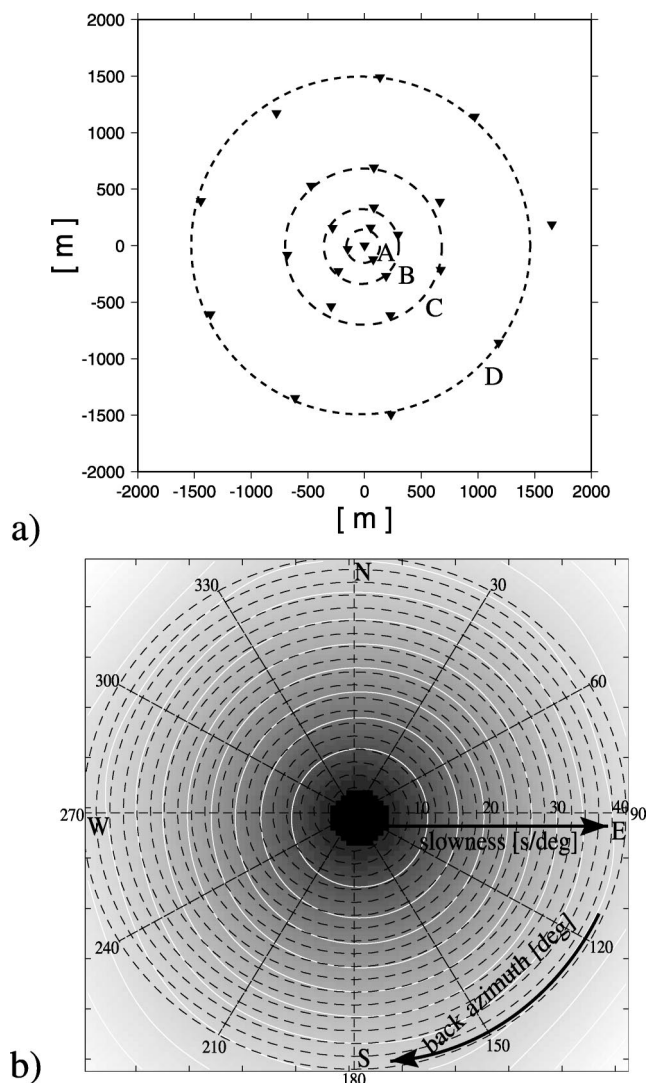 2000
1500
1000
500
0
-500
-1000
-1500
-2000
[ m ]
A
B
C
D
-2000 -1500 -1000 -500 0 500 1000 1500 2000
[ m ]
a)
330 N 30
300 60
270 W 10 20 30 40 90
slowness [s/deg] E
240 120
back azimuth [deg]
210 150
S
180
b)